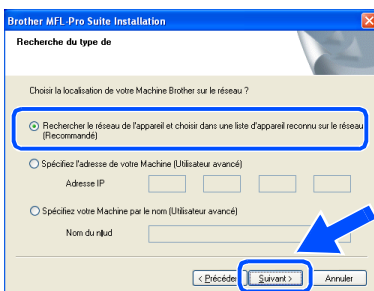 Brother MFL-Pro Suite Installation
Recherche du type de
Choisir la localisation de votre Machine Brother sur le réseau ?
Rechercher le réseau de l'appareil et choisir dans une liste d'appareil reconnu sur le réseau
(Recommandé)
Spécifiez l'adresse de votre Machine (Utilisateur avancé)
Adresse IP
Spécifiez votre Machine par le nom (Utilisateur avancé)
Nom du njud
< Précéden
Suivant >
Annuler